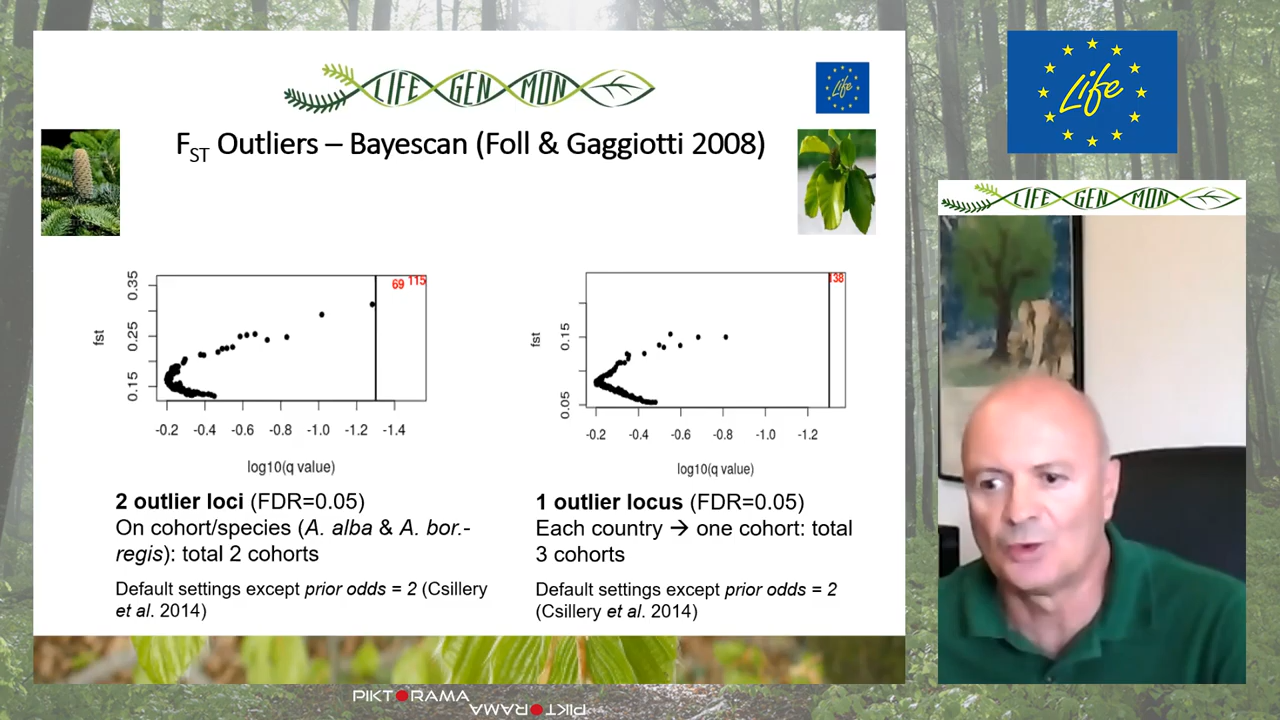 LIFE GEN MON
Life
F_ST Outliers – Bayescan (Foll & Gaggiotti 2008)
Life
LIFE GEN MON
69 115
0.35
0.25
0.15
fst
-0.2 -0.4 -0.6 -0.8 -1.0 -1.2 -1.4
log10(q value)
138
0.15
0.05
fst
-0.2 -0.4 -0.6 -0.8 -1.0 -1.2
log10(q value)
2 outlier loci (FDR=0.05)
On cohort/species (A. alba & A. bor.-
regis): total 2 cohorts
Default settings except prior odds = 2 (Csillery
et al. 2014)
1 outlier locus (FDR=0.05)
Each country → one cohort: total
3 cohorts
Default settings except prior odds = 2
(Csillery et al. 2014)
PIKTORAMA
PIKTORAMA